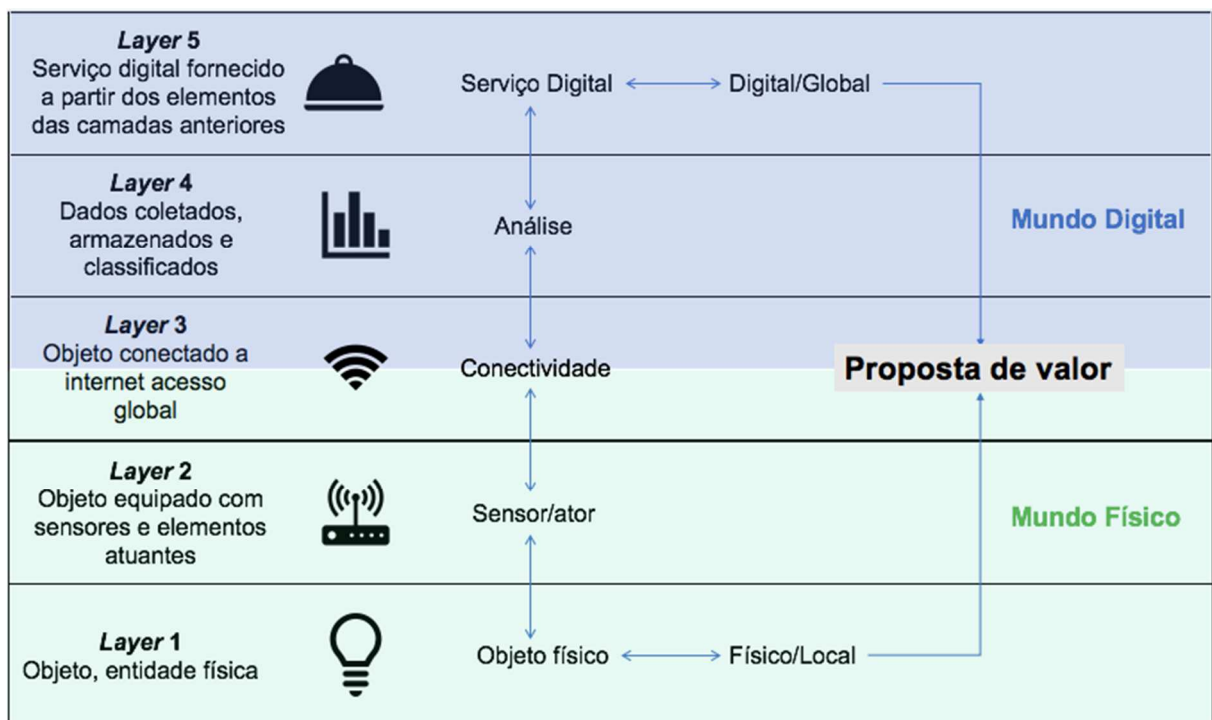 Layer 5
Serviço digital fornecido
a partir dos elementos
das camadas anteriores
Serviço Digital
Digital/Global
Layer 4
Dados coletados,
armazenados e
classificados
Análise
Mundo Digital
Layer 3
Objeto conectado a
internet acesso
global
Conectividade
Proposta de valor
Layer 2
Objeto equipado com
sensores e elementos
atuantes
Sensor/ator
Mundo Físico
Layer 1
Objeto, entidade física
Objeto físico
Físico/Local